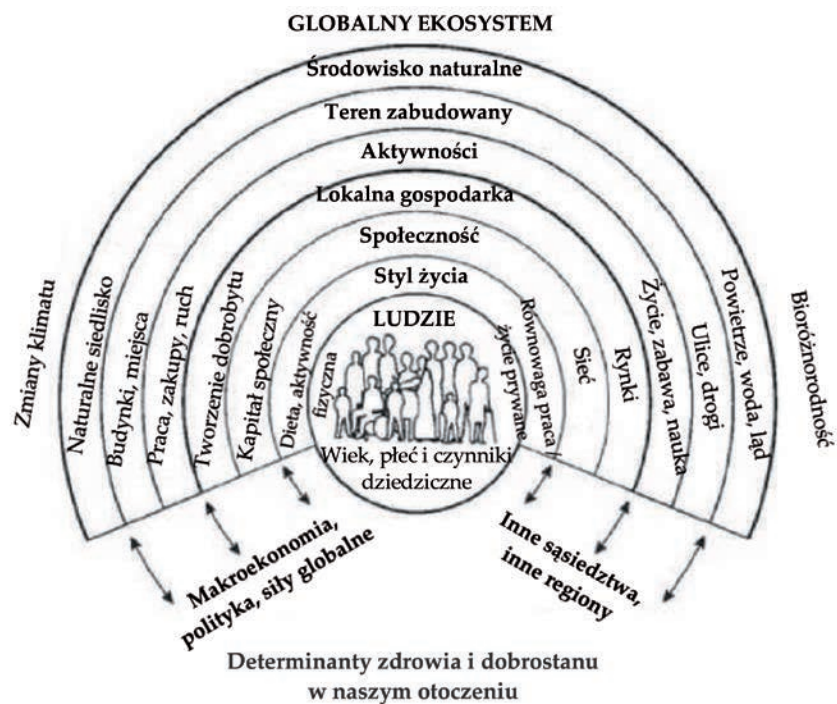 GLOBALNY EKOSYSTEM
Środowisko naturalne
Teren zabudowany
Aktywności
Lokalna gospodarka
Społeczność
Styl życia
LUDZIE
Wiek, płeć i czynniki
dziedziczne
Zmiany klimatu
Naturalne siedlisko
Budynki, miejsca
Praca, zakupy, ruch
Tworzenie dobrobytu
Kapitał społeczny
Dieta, aktywność
fizyczna
Równowaga praca /
życie prywane
Sieć
Rynki
Życie, zabawa, nauka
Ulice, drogi
Powietrze, woda, ląd
Bioróżnorodność
Makroekonomia,
polityka, siły globalne
Inne sąsiedztwa,
inne regiony
Determinanty zdrowia i dobrostanu
w naszym otoczeniu